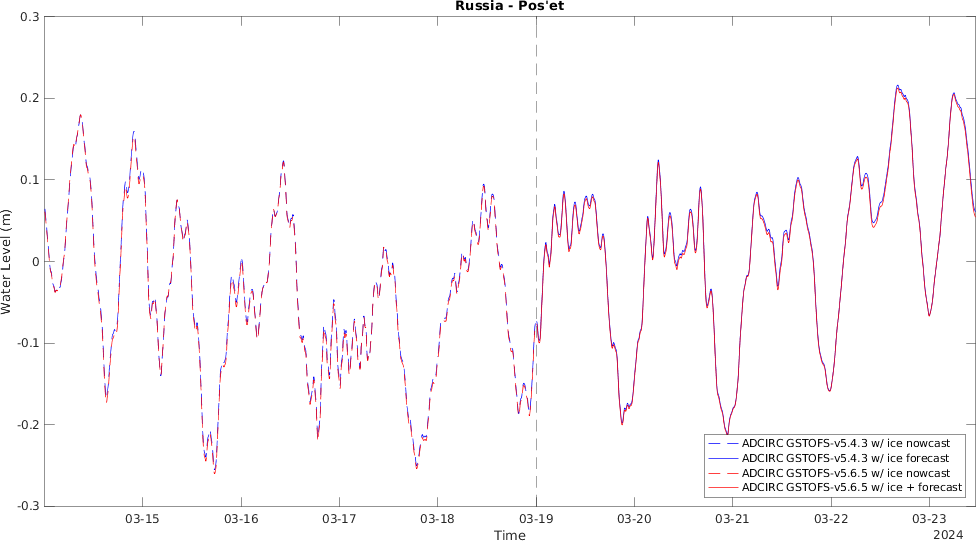 Russia - Pos'et
0.3
0.2
0.1
0
-0.1
-0.2
-0.3
Water Level (m)
03-15 03-16 03-17 03-18 03-19 03-20 03-21 03-22 03-23
Time
2024
ADCIRC GSTOFS-v5.4.3 w/ ice nowcast
ADCIRC GSTOFS-v5.4.3 w/ ice forecast
ADCIRC GSTOFS-v5.6.5 w/ ice nowcast
ADCIRC GSTOFS-v5.6.5 w/ ice + forecast